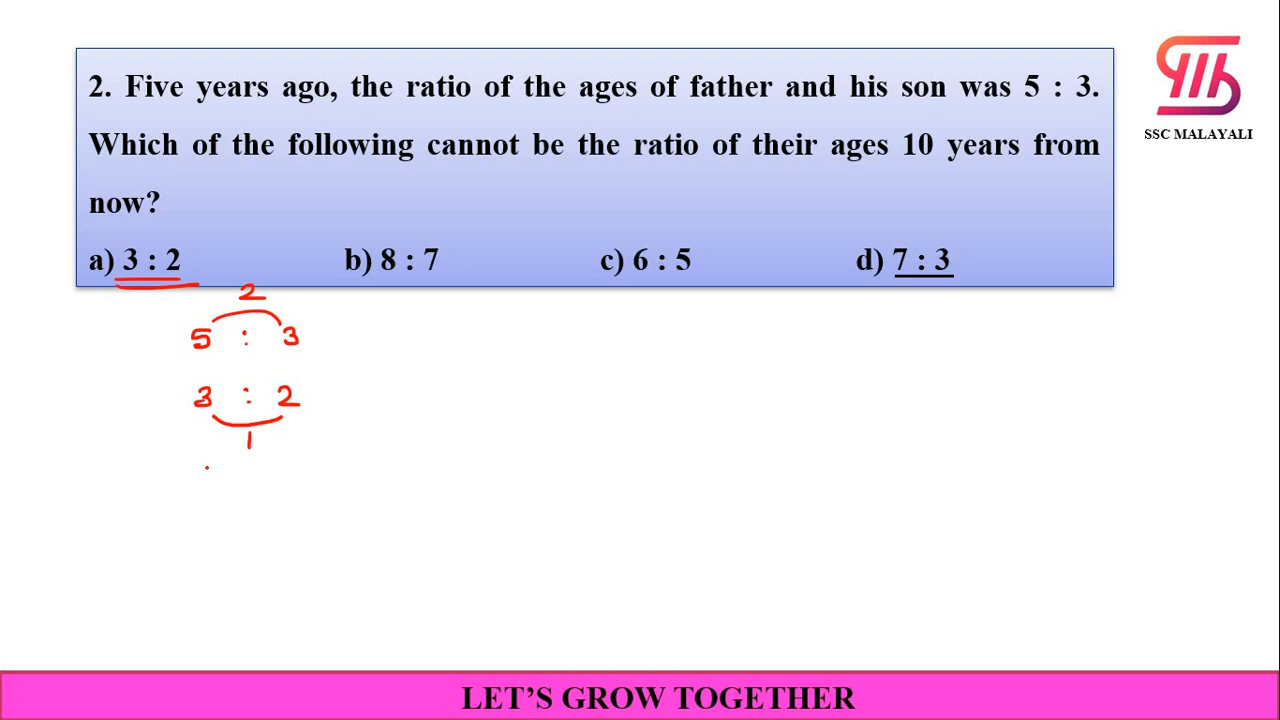 2. Five years ago, the ratio of the ages of father and his son was 5 : 3.
Which of the following cannot be the ratio of their ages 10 years from
now?
a) 3 : 2 b) 8 : 7 c) 6 : 5 d) 7 : 3
SSC MALAYALI
2
5 : 3
3 : 2
1
LET’S GROW TOGETHER